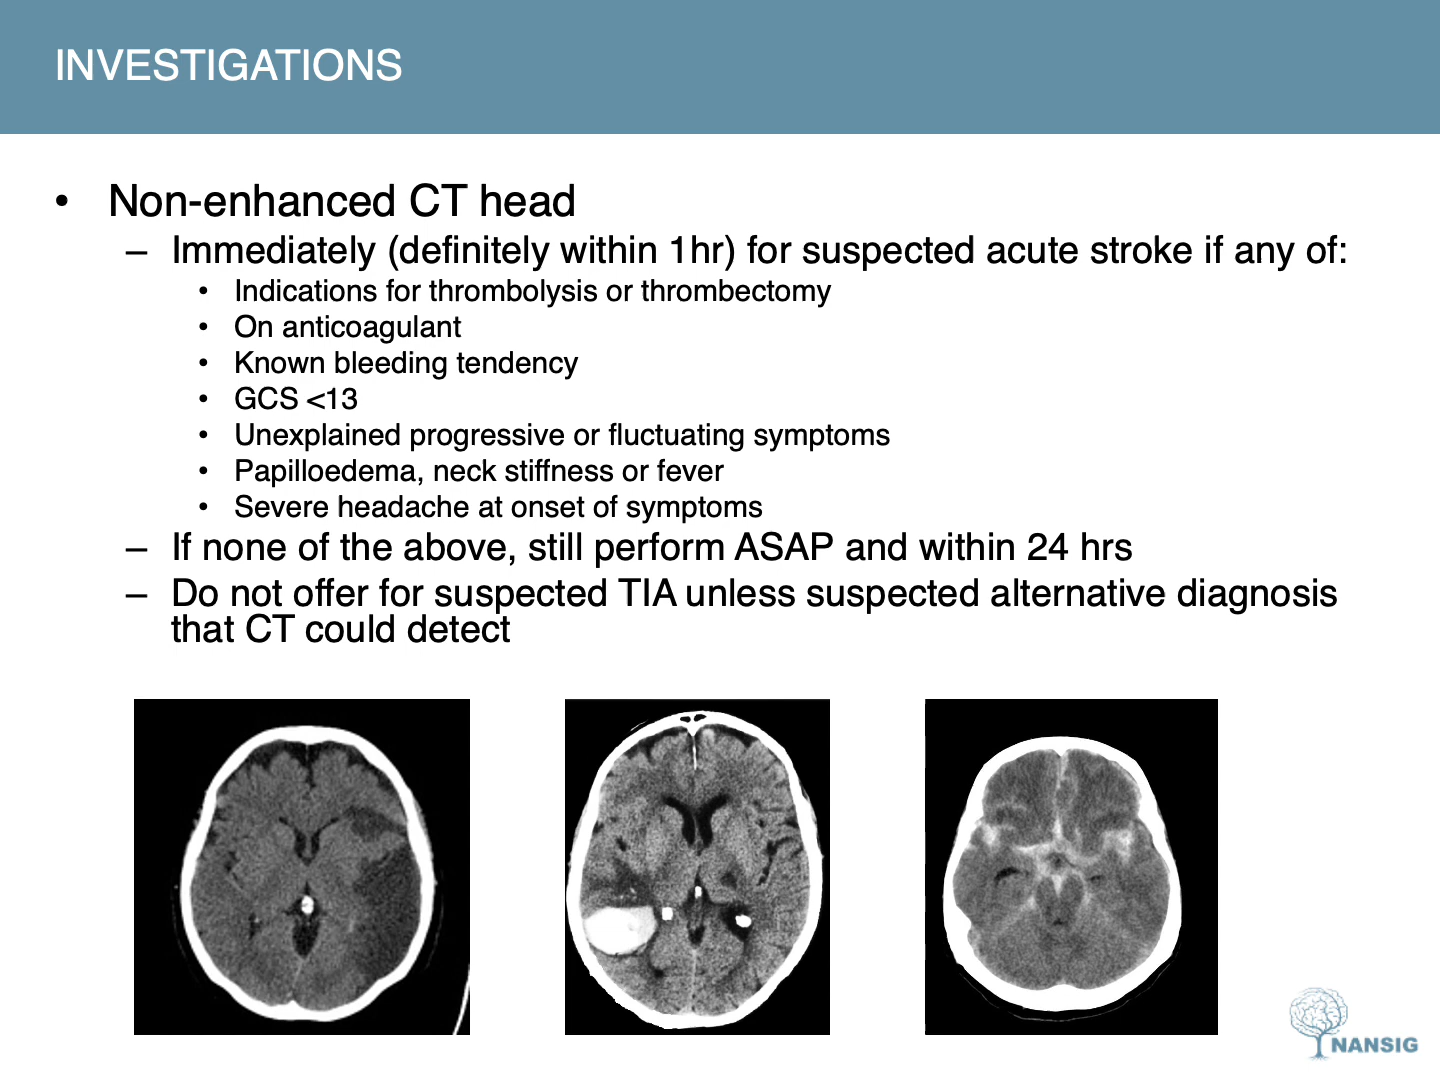 INVESTIGATIONS
• Non-enhanced CT head
– Immediately (definitely within 1hr) for suspected acute stroke if any of:
• Indications for thrombolysis or thrombectomy
• On anticoagulant
• Known bleeding tendency
• GCS <13
• Unexplained progressive or fluctuating symptoms
• Papilloedema, neck stiffness or fever
• Severe headache at onset of symptoms
– If none of the above, still perform ASAP and within 24 hrs
– Do not offer for suspected TIA unless suspected alternative diagnosis
that CT could detect
NANSIG